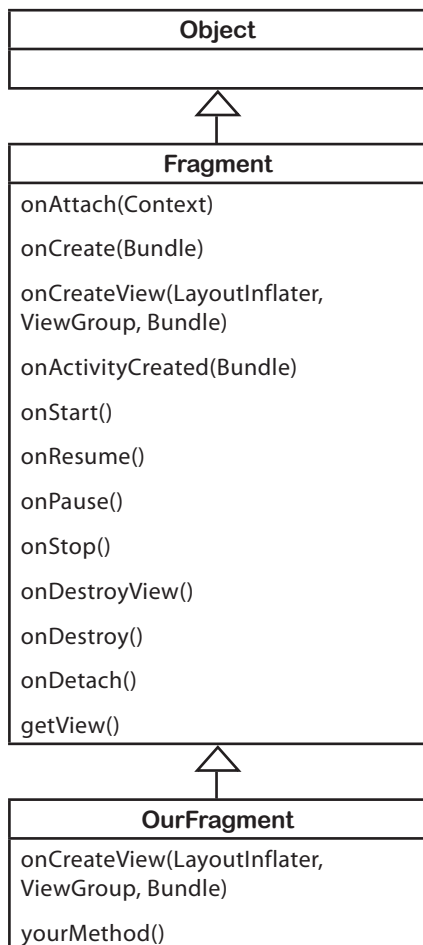 Object
Fragment
onAttach(Context)
onCreate(Bundle)
onCreateView(LayoutInflater,
ViewGroup, Bundle)
onActivityCreated(Bundle)
onStart()
onResume()
onPause()
onStop()
onDestroyView()
onDestroy()
onDetach()
getView()
OurFragment
onCreateView(LayoutInflater,
ViewGroup, Bundle)
yourMethod()